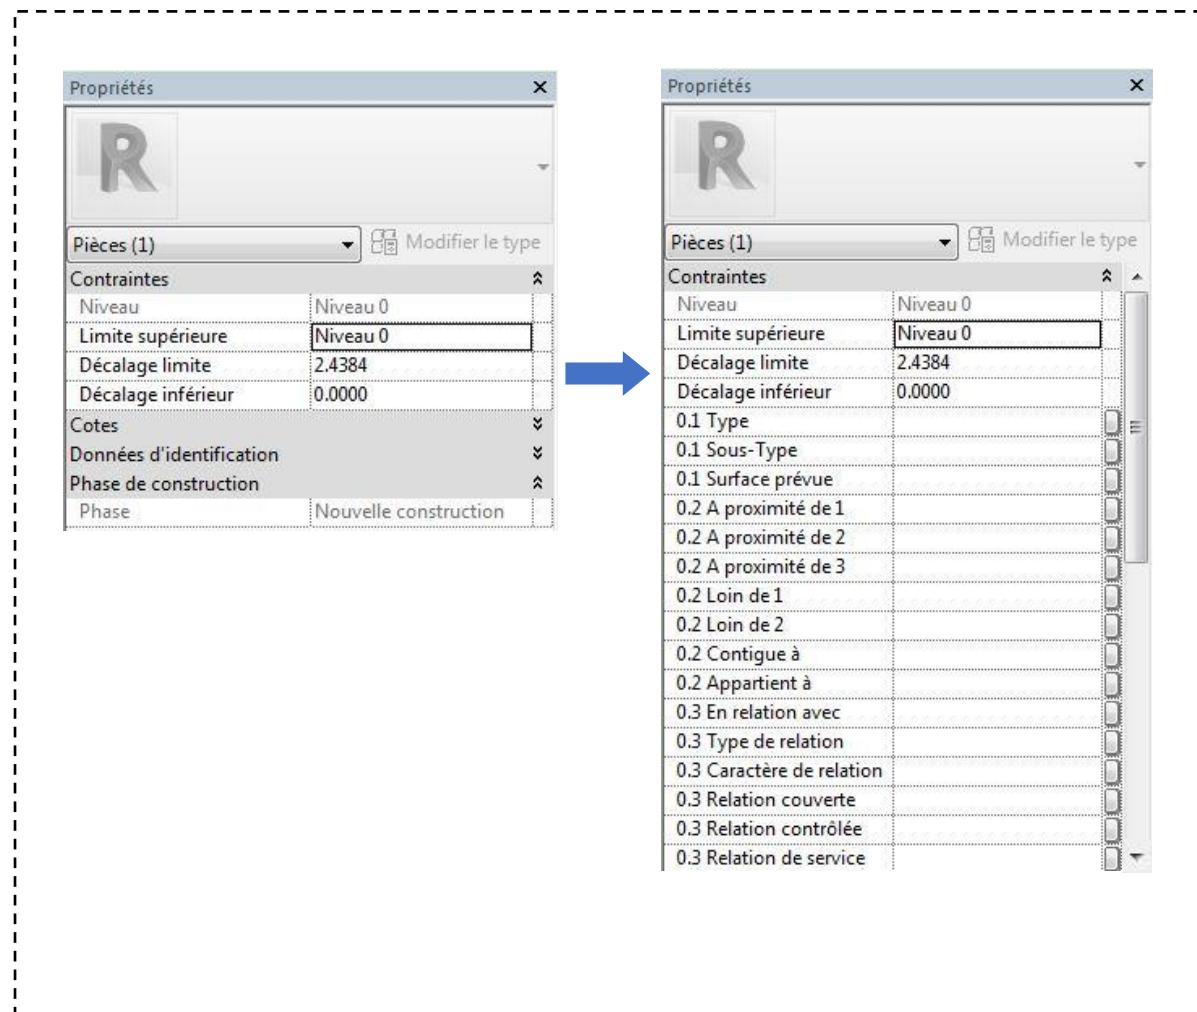 Propriétés
R
Pièces (1) Modifier le type
Contraintes
Niveau Niveau 0
Limite supérieure Niveau 0
Décalage limite 2.4384
Décalage inférieur 0.0000
Cotes
Données d'identification
Phase de construction
Phase Nouvelle construction
Propriétés
R
Pièces (1) Modifier le type
Contraintes
Niveau Niveau 0
Limite supérieure Niveau 0
Décalage limite 2.4384
Décalage inférieur 0.0000
0.1 Type
0.1 Sous-Type
0.1 Surface prévue
0.2 A proximité de 1
0.2 A proximité de 2
0.2 A proximité de 3
0.2 Loin de 1
0.2 Loin de 2
0.2 Contigue à
0.2 Appartient à
0.3 En relation avec
0.3 Type de relation
0.3 Caractère de relation
0.3 Relation couverte
0.3 Relation contrôlée
0.3 Relation de service